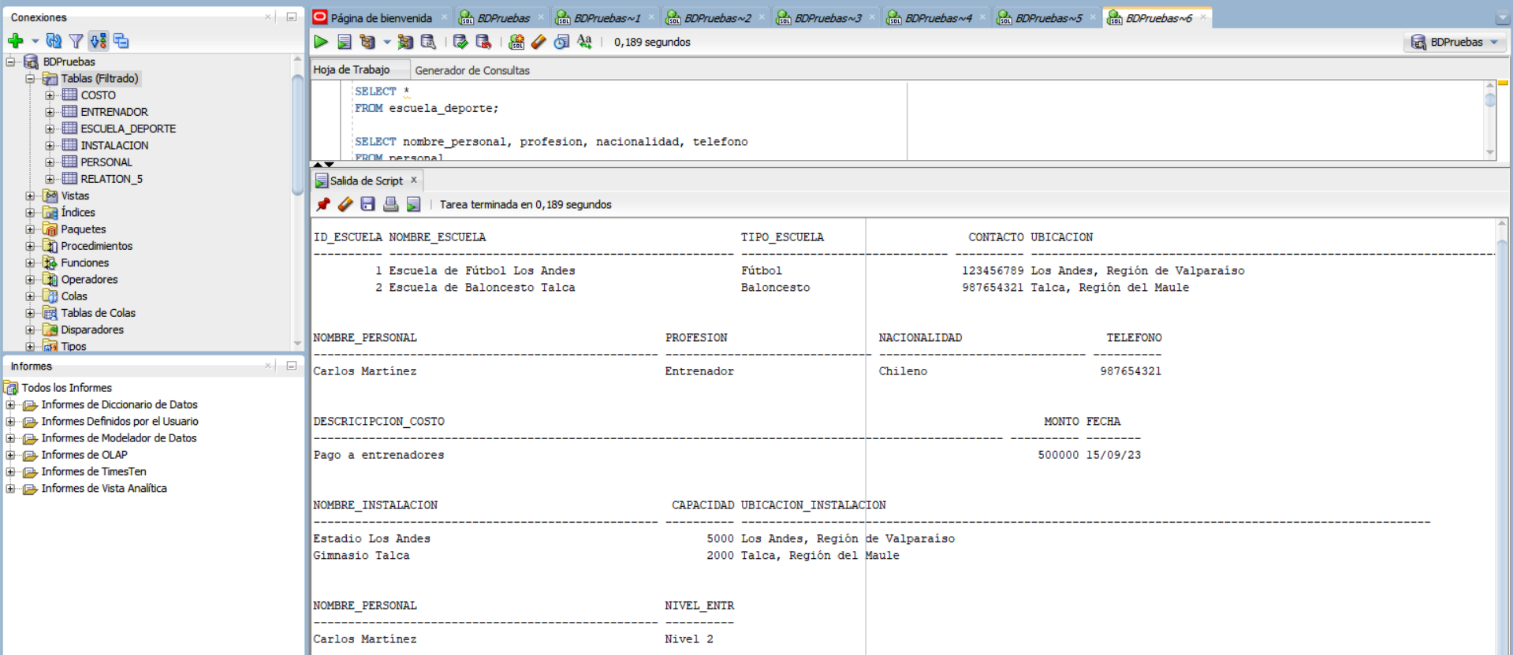 Conexiones
BDPruebas
Tablas (Filtrado)
COSTO
ENTRENADOR
ESCUELA_DEPORTE
INSTALACION
PERSONAL
RELATION_5
Vistas
Índices
Paquetes
Procedimientos
Funciones
Operadores
Colas
Tablas de Colas
Disparadores
Tipos
Informes
Todos los Informes
Informes de Diccionario de Datos
Informes Definidos por el Usuario
Informes de Modelador de Datos
Informes de OLAP
Informes de TimesTen
Informes de Vista Analítica
Página de bienvenida BDPruebas BDPruebas~1 BDPruebas~2 BDPruebas~3 BDPruebas~4 BDPruebas~5 BDPruebas~6
0,189 segundos BDPruebas
Hoja de Trabajo Generador de Consultas
SELECT *
FROM escuela_deporte;
SELECT nombre_personal, profesion, nacionalidad, telefono
FROM personal
Salida de Script
Tarea terminada en 0,189 segundos
ID_ESCUELA NOMBRE_ESCUELA TIPO_ESCUELA CONTACTO UBICACION
1 Escuela de Fútbol Los Andes Fútbol 123456789 Los Andes, Región de Valparaíso
2 Escuela de Baloncesto Talca Baloncesto 987654321 Talca, Región del Maule
NOMBRE_PERSONAL PROFESION NACIONALIDAD TELEFONO
Carlos Martínez Entrenador Chileno 987654321
DESCRICIPCION_COSTO MONTO FECHA
Pago a entrenadores 500000 15/09/23
NOMBRE_INSTALACION CAPACIDAD UBICACION_INSTALACION
Estadio Los Andes 5000 Los Andes, Región de Valparaíso
Gimnasio Talca 2000 Talca, Región del Maule
NOMBRE_PERSONAL NIVEL_ENTR
Carlos Martínez Nivel 2